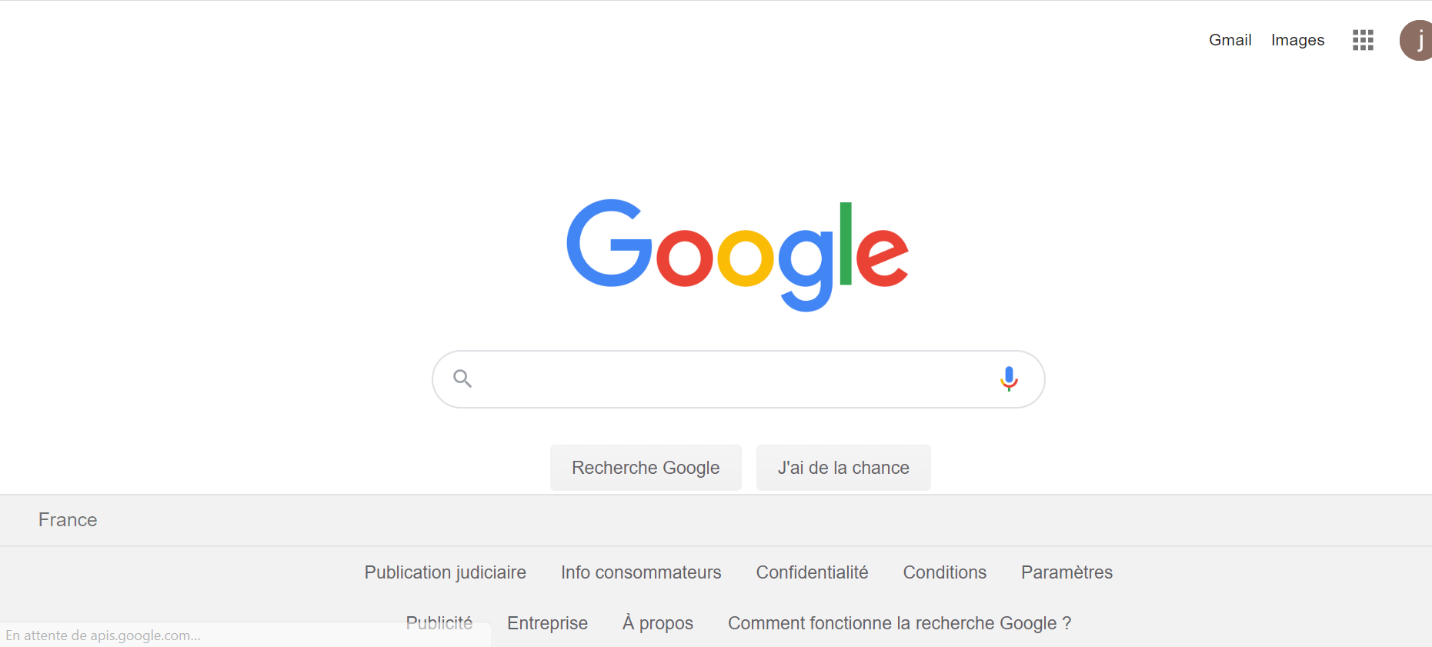 Gmail Images j
Google
Recherche Google J'ai de la chance
France
Publication judiciaire Info consommateurs Confidentialité Conditions Paramètres
Publicité Entreprise À propos Comment fonctionne la recherche Google ?
En attente de apis.google.com...